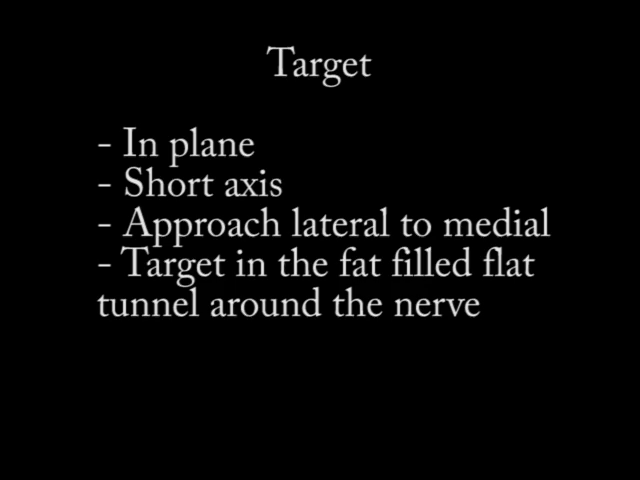 Target
- In plane
- Short axis
- Approach lateral to medial
- Target in the fat filled flat
tunnel around the nerve